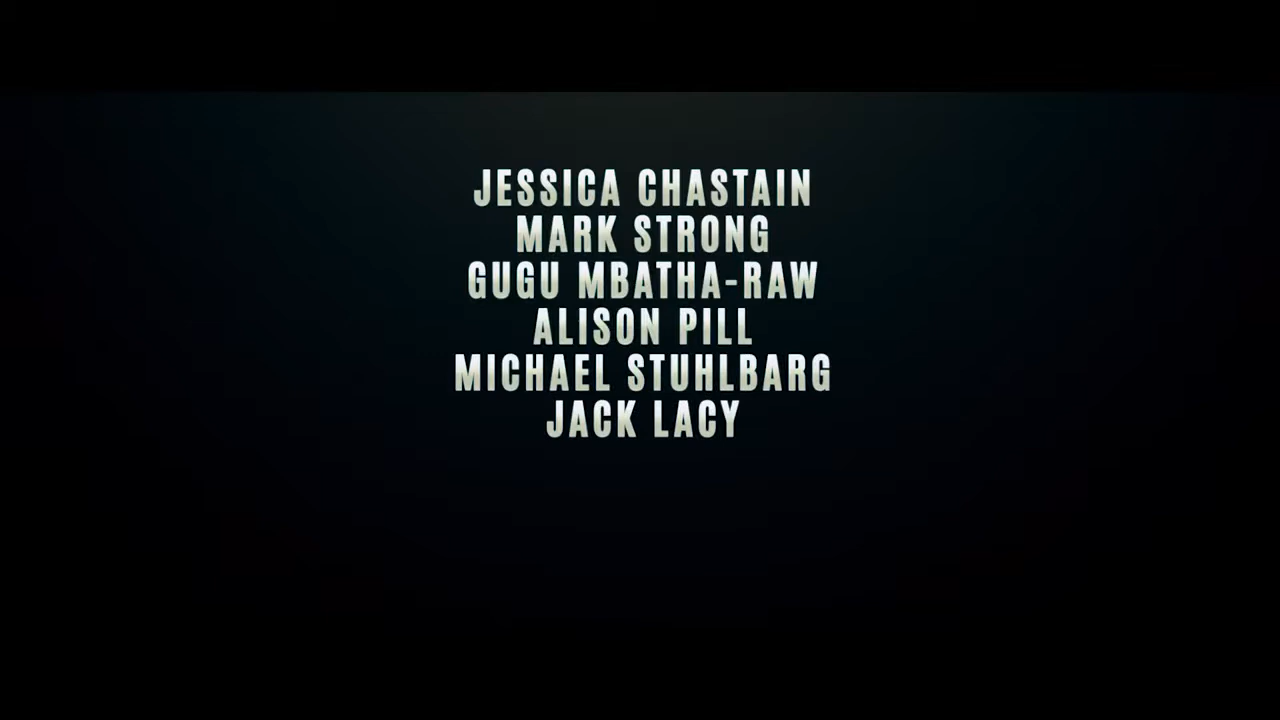 JESSICA CHASTAIN
MARK STRONG
GUGU MBATHA-RAW
ALISON PILL
MICHAEL STUHLBARG
JACK LACY